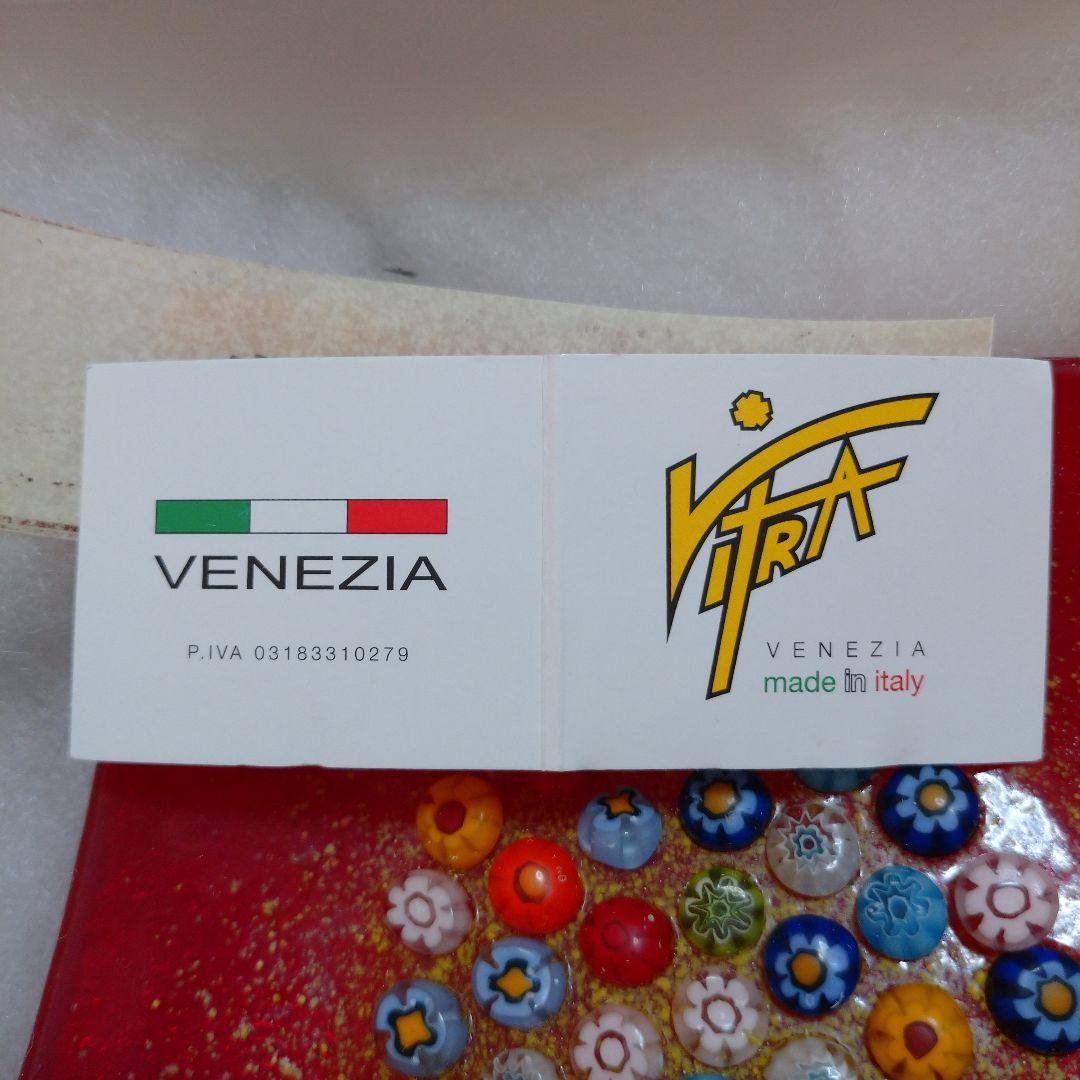 VENEZIA
P.IVA 03183310279
VITRA
VENEZIA
made in italy